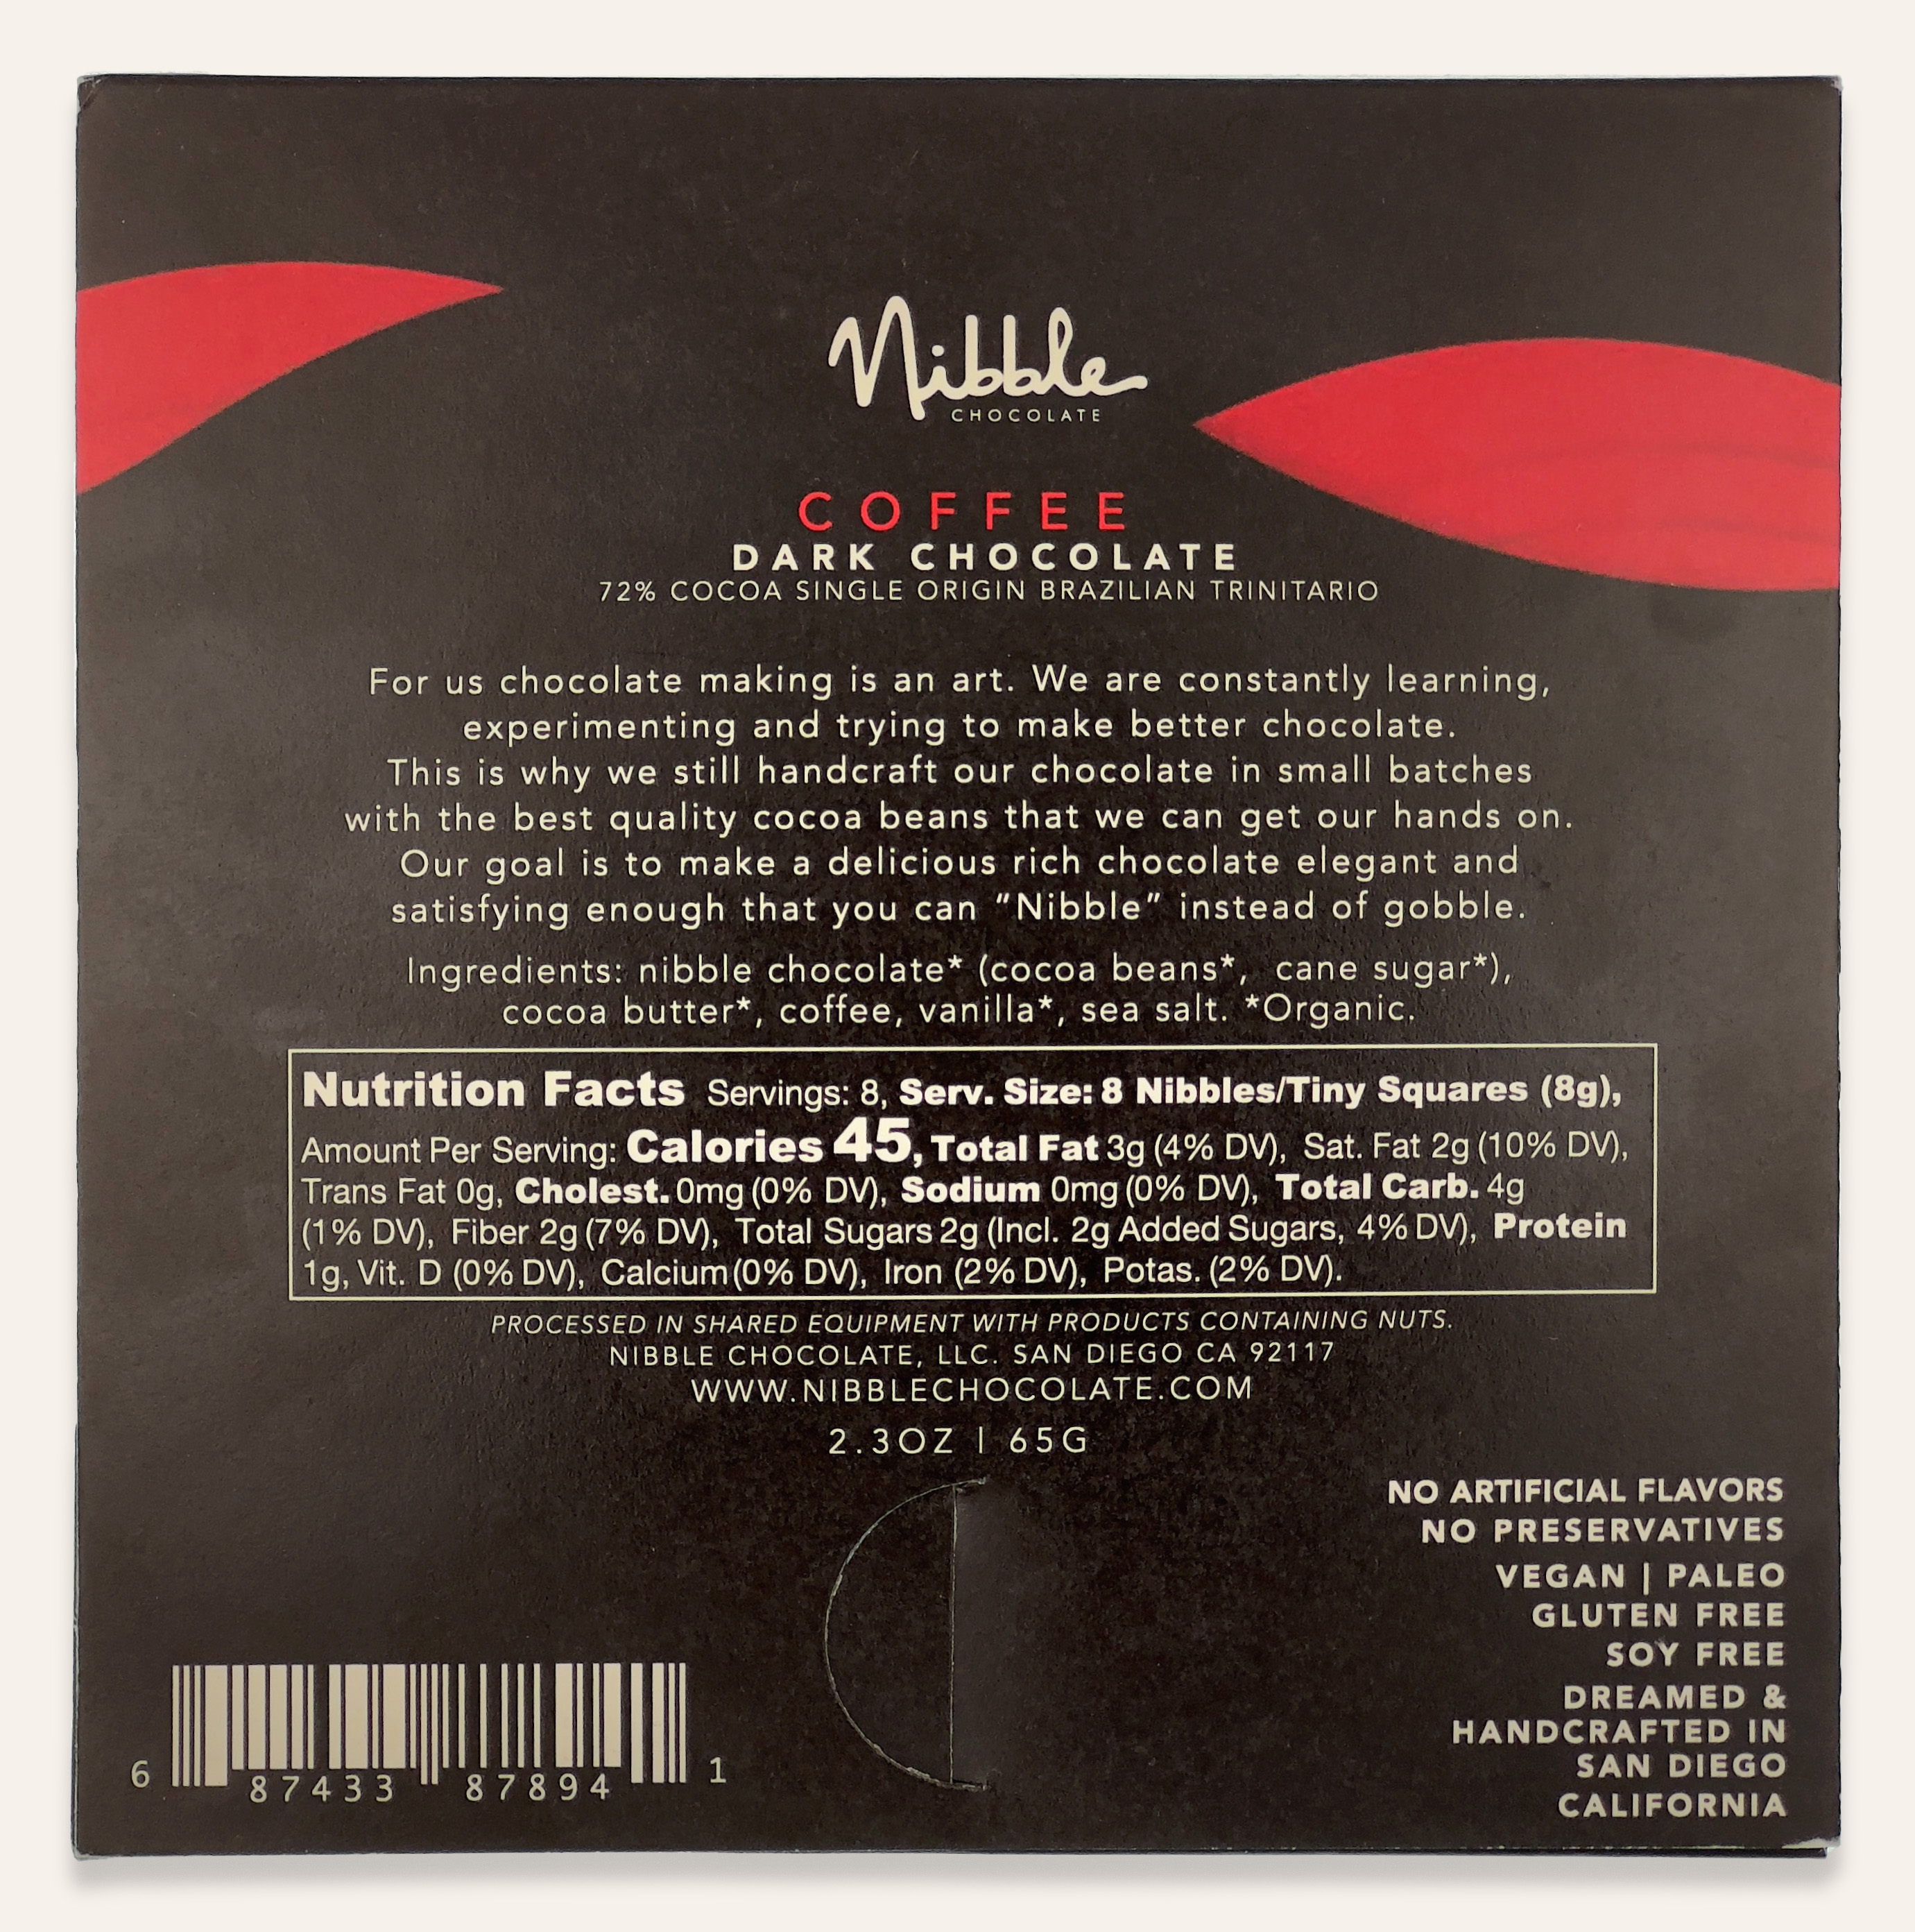 Nibble
CHOCOLATE
COFFEE
DARK CHOCOLATE
72% COCOA SINGLE ORIGIN BRAZILIAN TRINITARIO
For us chocolate making is an art. We are constantly learning,
experimenting and trying to make better chocolate.
This is why we still handcraft our chocolate in small batches
with the best quality cocoa beans that we can get our hands on.
Our goal is to make a delicious rich chocolate elegant and
satisfying enough that you can "Nibble" instead of gobble.
Ingredients: nibble chocolate* (cocoa beans*, cane sugar*),
cocoa butter*, coffee, vanilla*, sea salt. *Organic.
Nutrition Facts Servings: 8, Serv. Size: 8 Nibbles/Tiny Squares (8g),
Amount Per Serving: Calories 45, Total Fat 3g (4% DV), Sat. Fat 2g (10% DV),
Trans Fat 0g, Cholest. 0mg (0% DV), Sodium 0mg (0% DV), Total Carb. 4g
(1% DV), Fiber 2g (7% DV), Total Sugars 2g (Incl. 2g Added Sugars, 4% DV), Protein
1g, Vit. D (0% DV), Calcium (0% DV), Iron (2% DV), Potas. (2% DV).
PROCESSED IN SHARED EQUIPMENT WITH PRODUCTS CONTAINING NUTS.
NIBBLE CHOCOLATE, LLC. SAN DIEGO CA 92117
WWW.NIBBLECHOCOLATE.COM
2.3OZ | 65G
NO ARTIFICIAL FLAVORS
NO PRESERVATIVES
VEGAN | PALEO
GLUTEN FREE
SOY FREE
DREAMED &
HANDCRAFTED IN
SAN DIEGO
CALIFORNIA
6 87433 87894 1